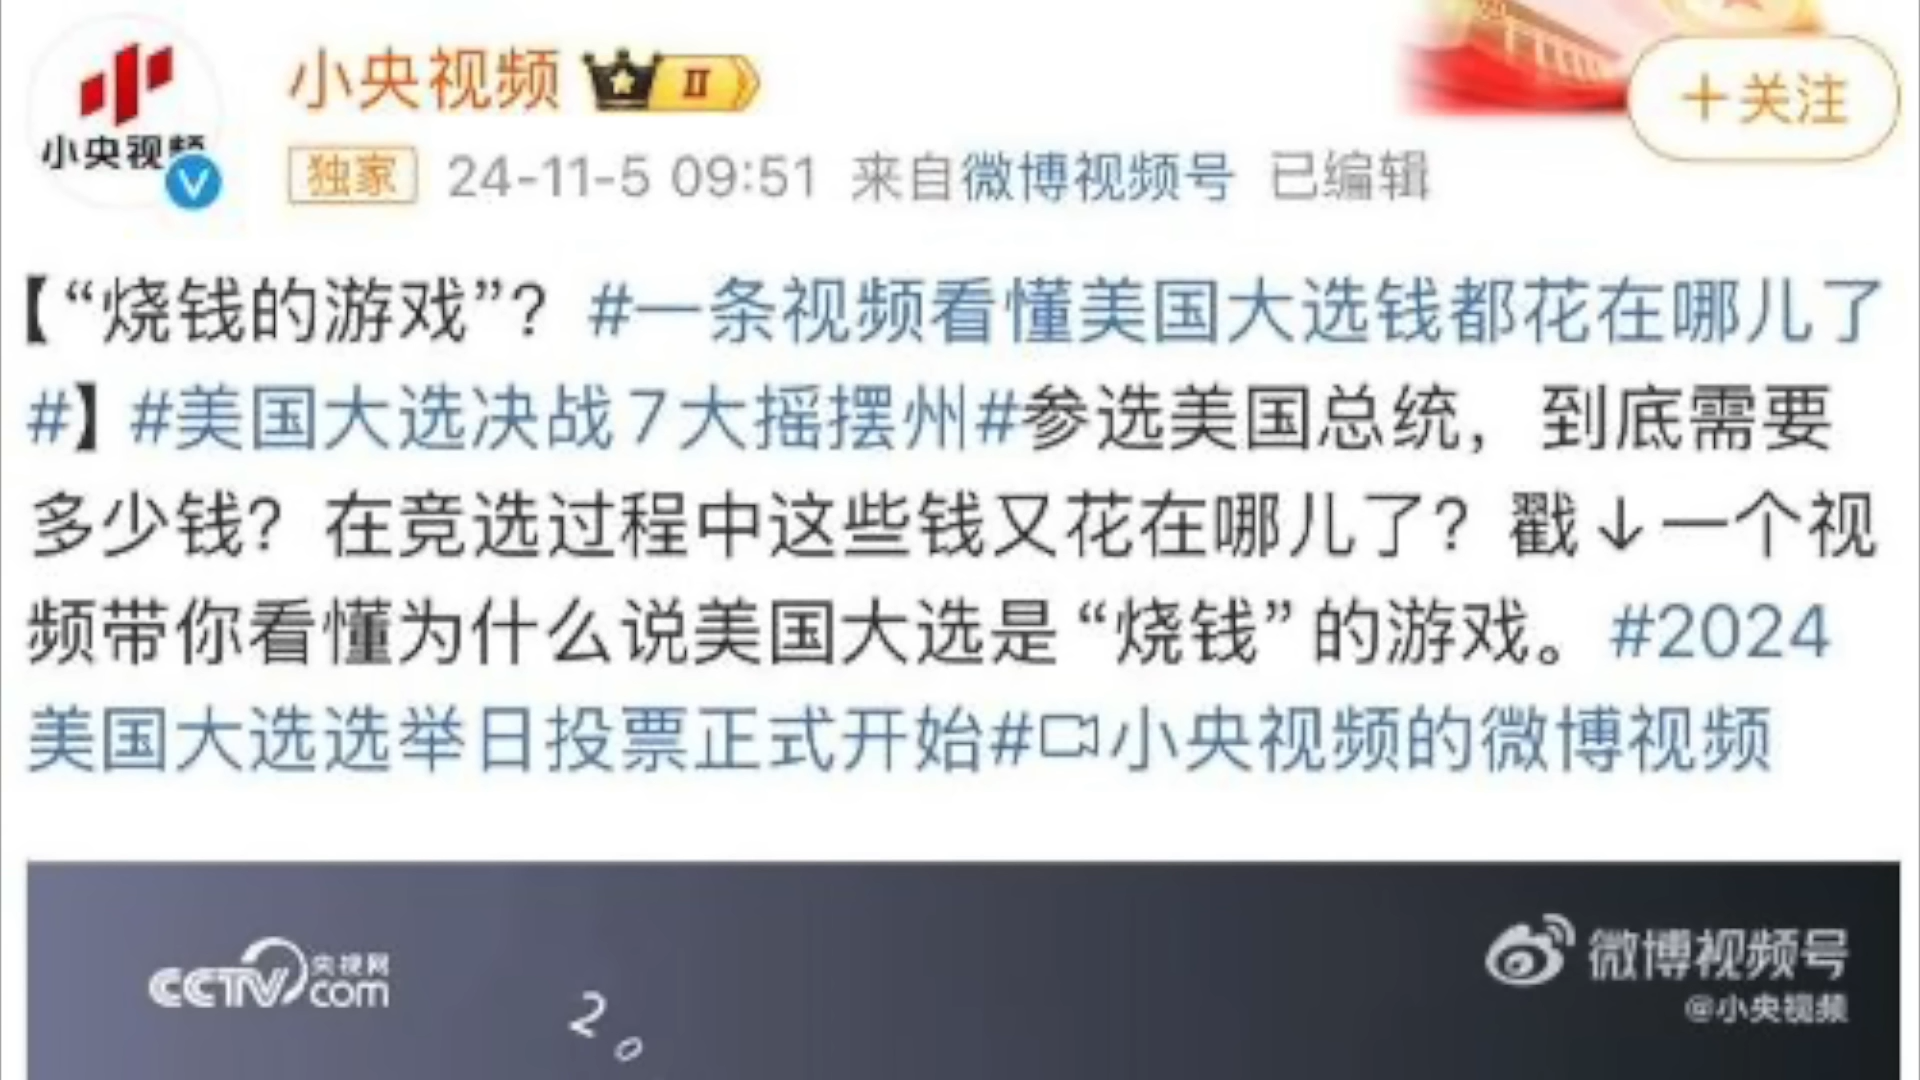 小央视频
小央视频 II
+关注
独家 24-11-5 09:51 来自微博视频号 已编辑
【“烧钱的游戏”？#一条视频看懂美国大选钱都花在哪儿了
#】#美国大选决战7大摇摆州#参选美国总统，到底需要
多少钱？在竞选过程中这些钱又花在哪儿了？戳↓一个视
频带你看懂为什么说美国大选是“烧钱”的游戏。#2024
美国大选选举日投票正式开始#小央视频的微博视频
CCTV 央视网
com
微博视频号
@小央视频
2
0